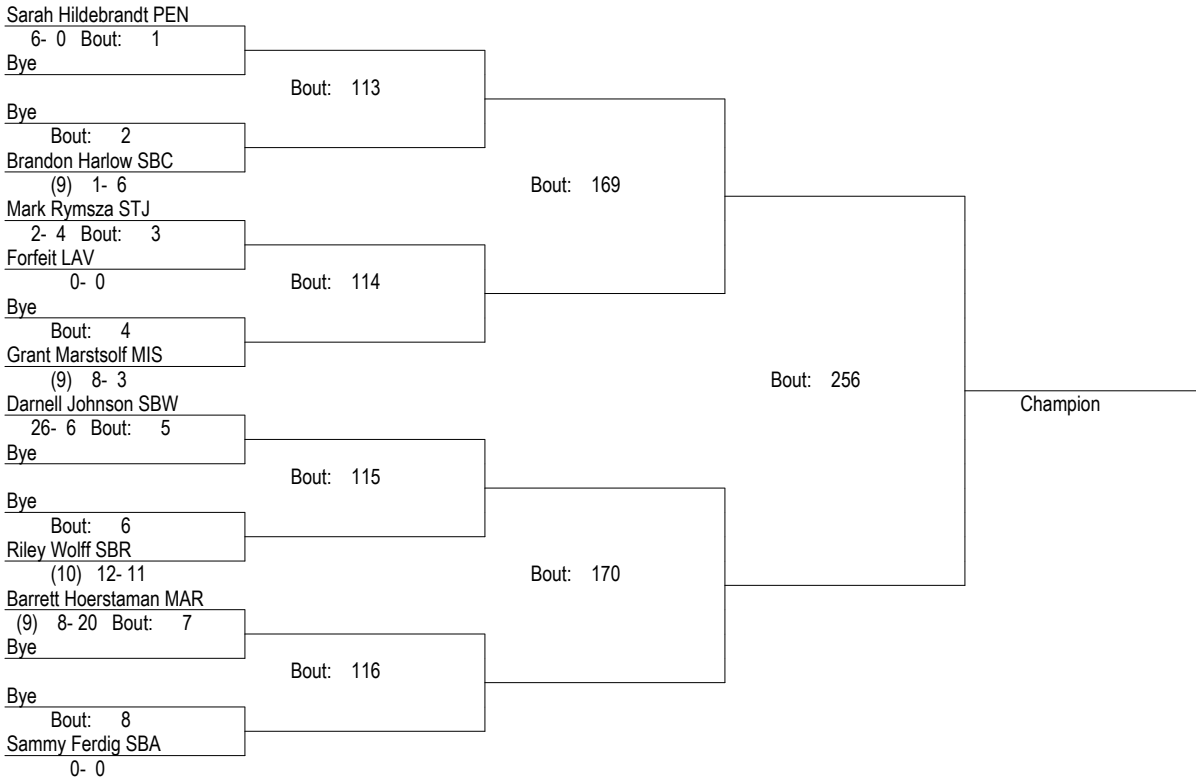 Sarah Hildebrandt PEN
6- 0 Bout: 1
Bye
Bout: 113
Bye
Bout: 2
Brandon Harlow SBC
(9) 1- 6
Bout: 169
Mark Rymsza STJ
2- 4 Bout: 3
Forfeit LAV
0- 0
Bout: 114
Bye
Bout: 4
Grant Marstsolf MIS
(9) 8- 3
Bout: 256
Darnell Johnson SBW
Champion
26- 6 Bout: 5
Bye
Bout: 115
Bye
Bout: 6
Riley Wolff SBR
(10) 12- 11
Bout: 170
Barrett Hoerstaman MAR
(9) 8- 20 Bout: 7
Bye
Bout: 116
Bye
Bout: 8
Sammy Ferdig SBA
0- 0